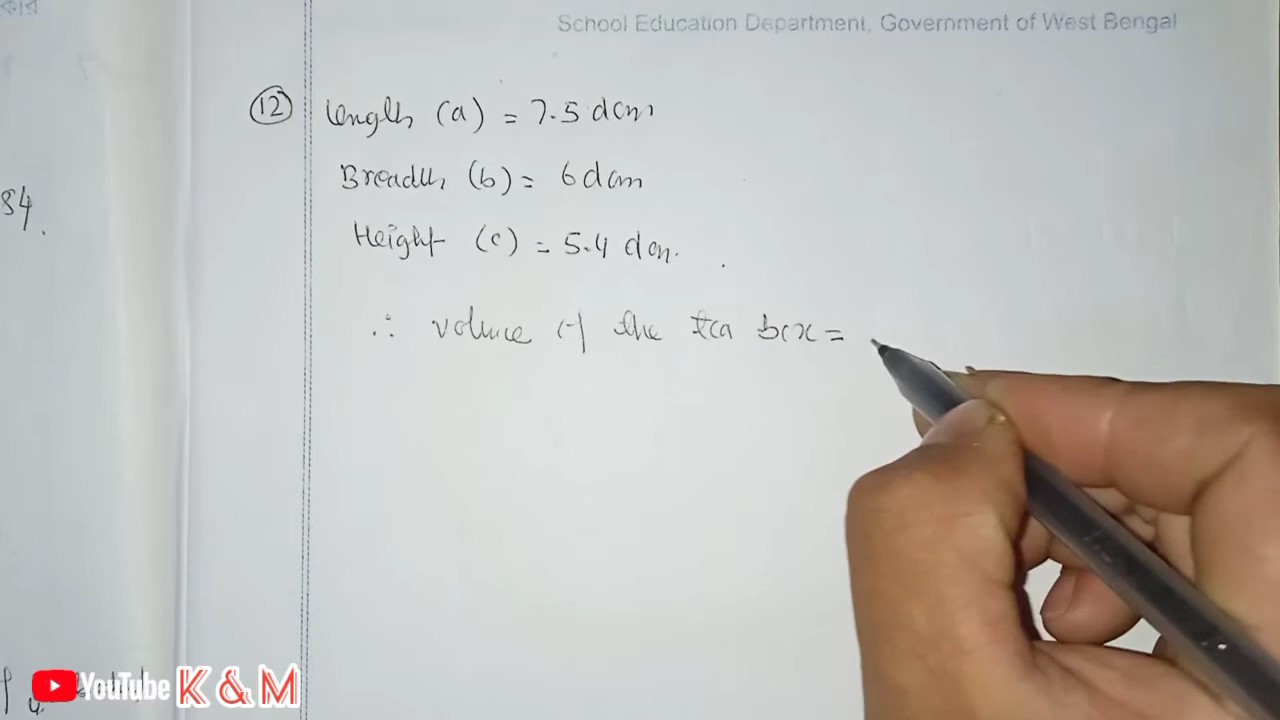 কার
School Education Department, Government of West Bengal
12 Length (a) = 7.5 dcm
Breadth (b) = 6 dcm
84.
Height (c) = 5.4 dcm.
∴ volume of the tea box =
YouTube K & M